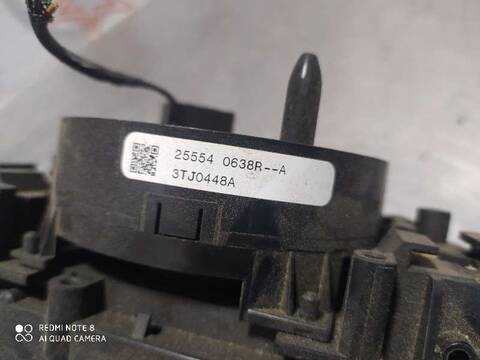 25554 0638R--A
3TJ0448A
REDMI NOTE 8
AI QUAD CAMERA